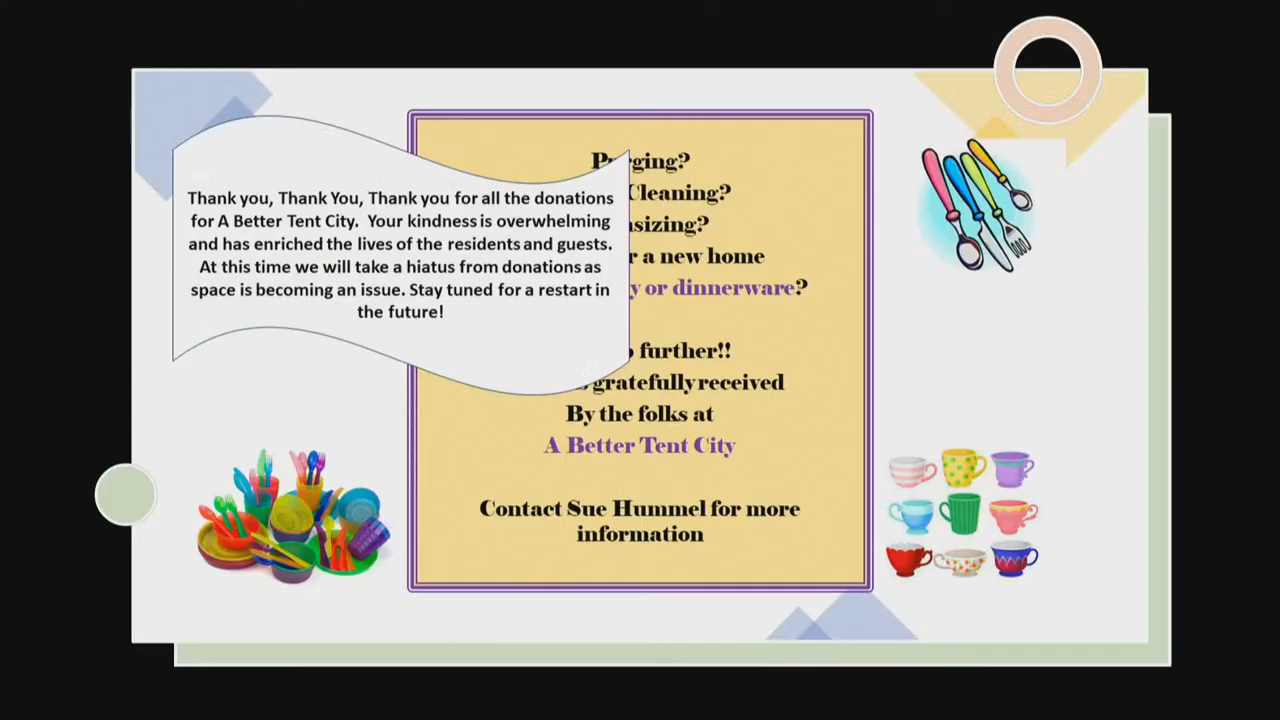 Thank you, Thank You, Thank you for all the donations
for A Better Tent City. Your kindness is overwhelming
and has enriched the lives of the residents and guests.
At this time we will take a hiatus from donations as
space is becoming an issue. Stay tuned for a restart in
the future!
Cleaning?
a new home
or dinnerware?
further!!
gratefully received
By the folks at
A Better Tent City
Contact Sue Hummel for more
information